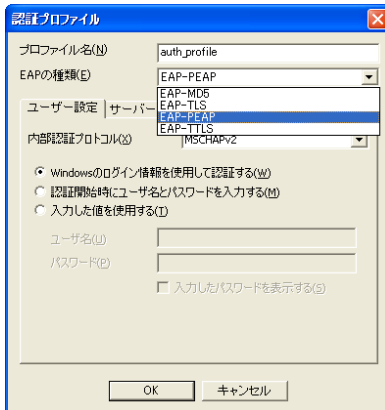 認証プロファイル
プロファイル名(N) auth_profile
EAPの種類(E) EAP-PEAP
EAP-MD5
EAP-TLS
EAP-PEAP
EAP-TTLS
ユーザー設定 サーバー
内部認証プロトコル(X) MSCHAPv2
Windowsのログイン情報を使用して認証する(W)
認証開始時にユーザ名とパスワードを入力する(M)
入力した値を使用する(T)
ユーザ名(U)
パスワード(P)
入力したパスワードを表示する(S)
OK キャンセル